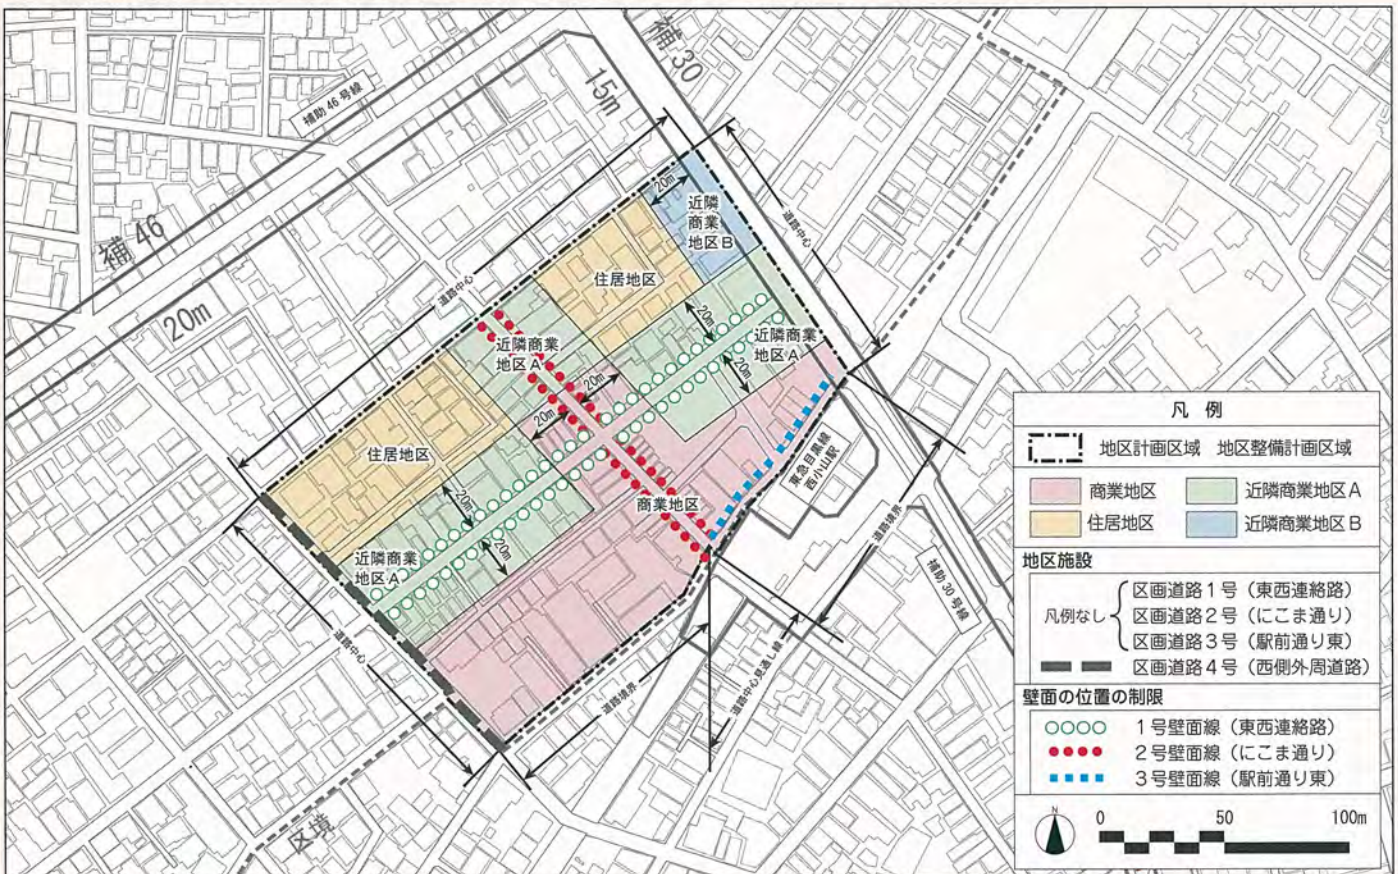 補30
15m
補助46号線
補46
20m
道路中心
20m
近隣
商業
地区B
道路中心
住居地区
20m
近隣商業
地区A
近隣商業
地区A
20m
20m
20m
住居地区
20m
商業地区
東急目黒線
西小山駅
20m
近隣商業
地区A
道路境界
補助30号線
道路中心
道路境界
道路中心見通し線
区境
凡例
地区計画区域 地区整備計画区域
商業地区
近隣商業地区A
住居地区
近隣商業地区B
地区施設
凡例なし
区画道路1号(東西連絡路)
区画道路2号(にこま通り)
区画道路3号(駅前通り東)
区画道路4号(西側外周道路)
壁面の位置の制限
1号壁面線(東西連絡路)
2号壁面線(にこま通り)
3号壁面線(駅前通り東)
N
0 50 100m